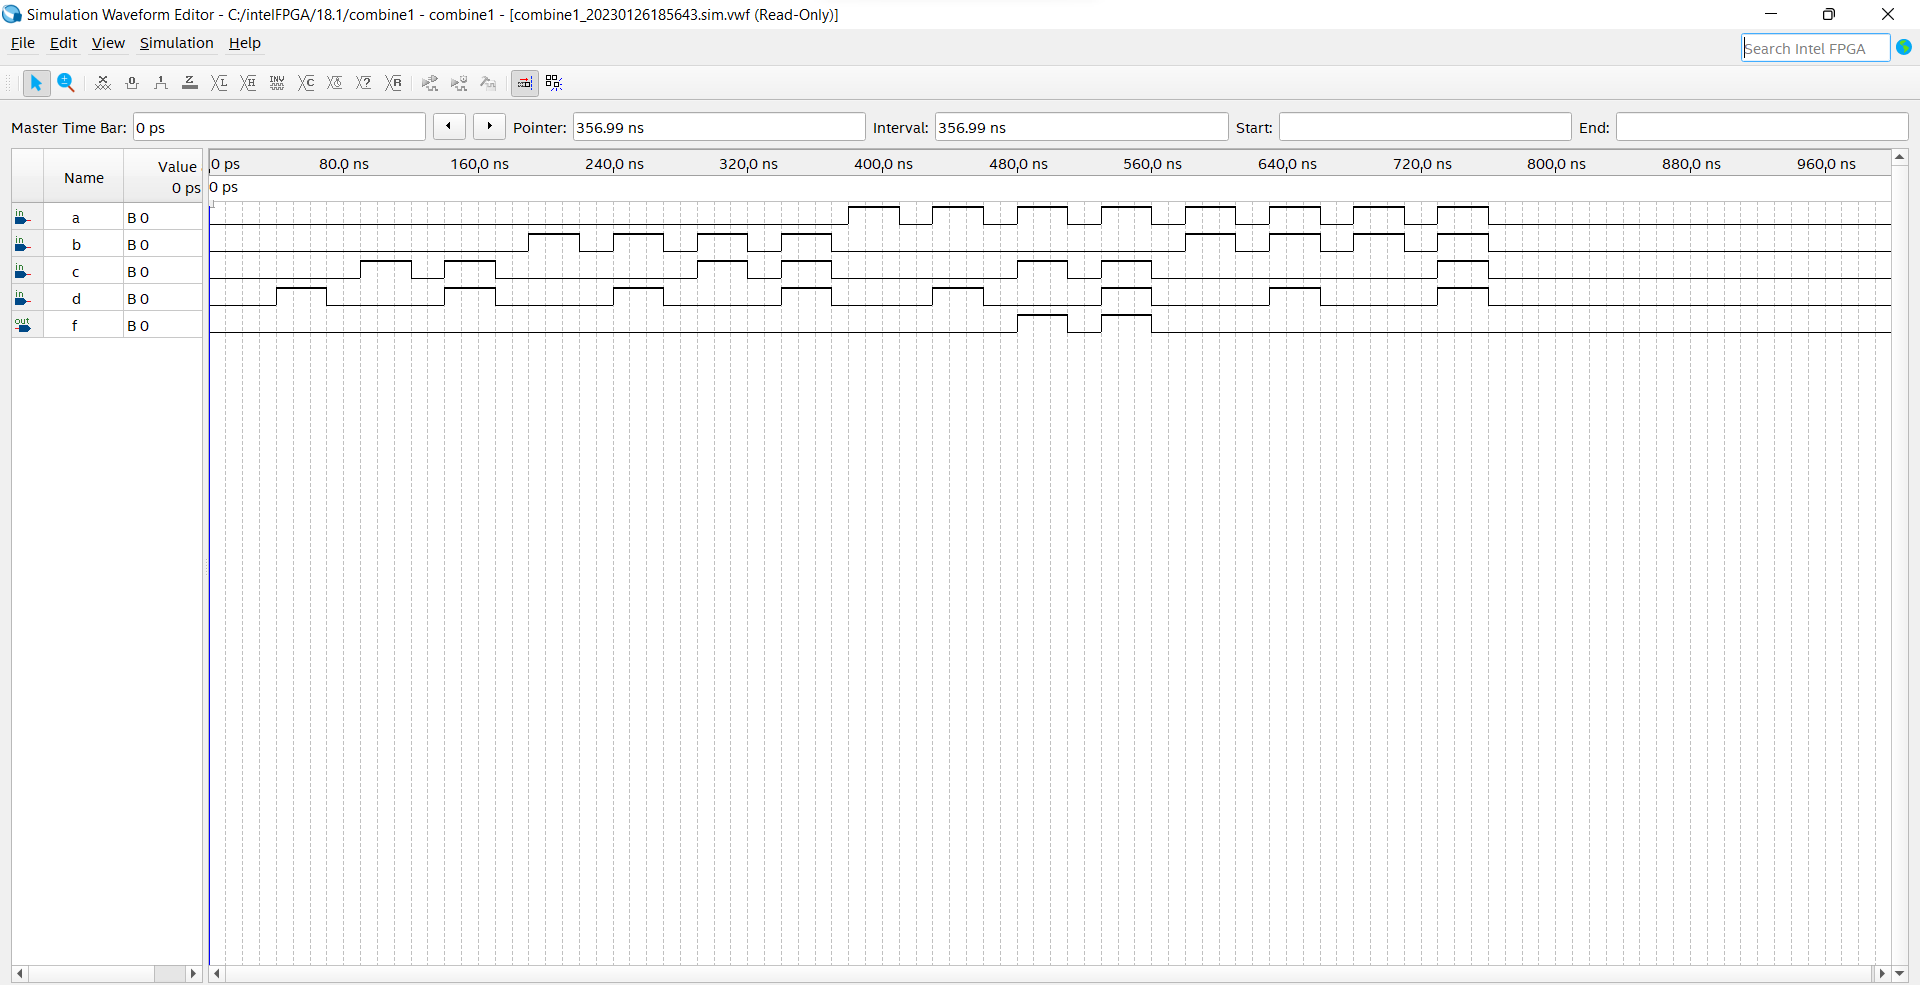 Simulation Waveform Editor - C:/intelFPGA/18.1/combine1 - combine1 - [combine1_20230126185643.sim.vwf (Read-Only)]
File Edit View Simulation Help
Search Intel FPGA
Master Time Bar: 0 ps Pointer: 356.99 ns Interval: 356.99 ns Start: End:
Name Value 0 ps
0 ps 80,0 ns 160,0 ns 240,0 ns 320,0 ns 400,0 ns 480,0 ns 560,0 ns 640,0 ns 720,0 ns 800,0 ns 880,0 ns 960,0 ns
0 ps
in a B 0
in b B 0
in c B 0
in d B 0
out f B 0